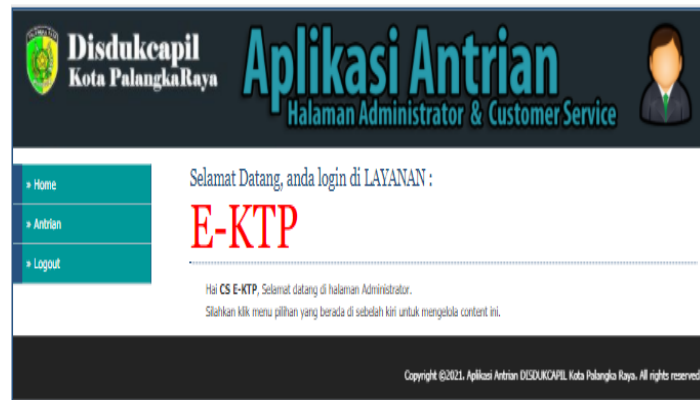 Disdukcapil
Kota PalangkaRaya
Aplikasi Antrian
Halaman Administrator & Customer Service
» Home
» Antrian
» Logout
Selamat Datang, anda login di LAYANAN :
E-KTP
Hai CS E-KTP, Selamat datang di halaman Administrator.
Silahkan klik menu pilihan yang berada di sebelah kiri untuk mengelola content ini.
Copyright @2021. Aplikasi Antrian DISDUKCAPIL Kota Palangka Raya. All rights reserved